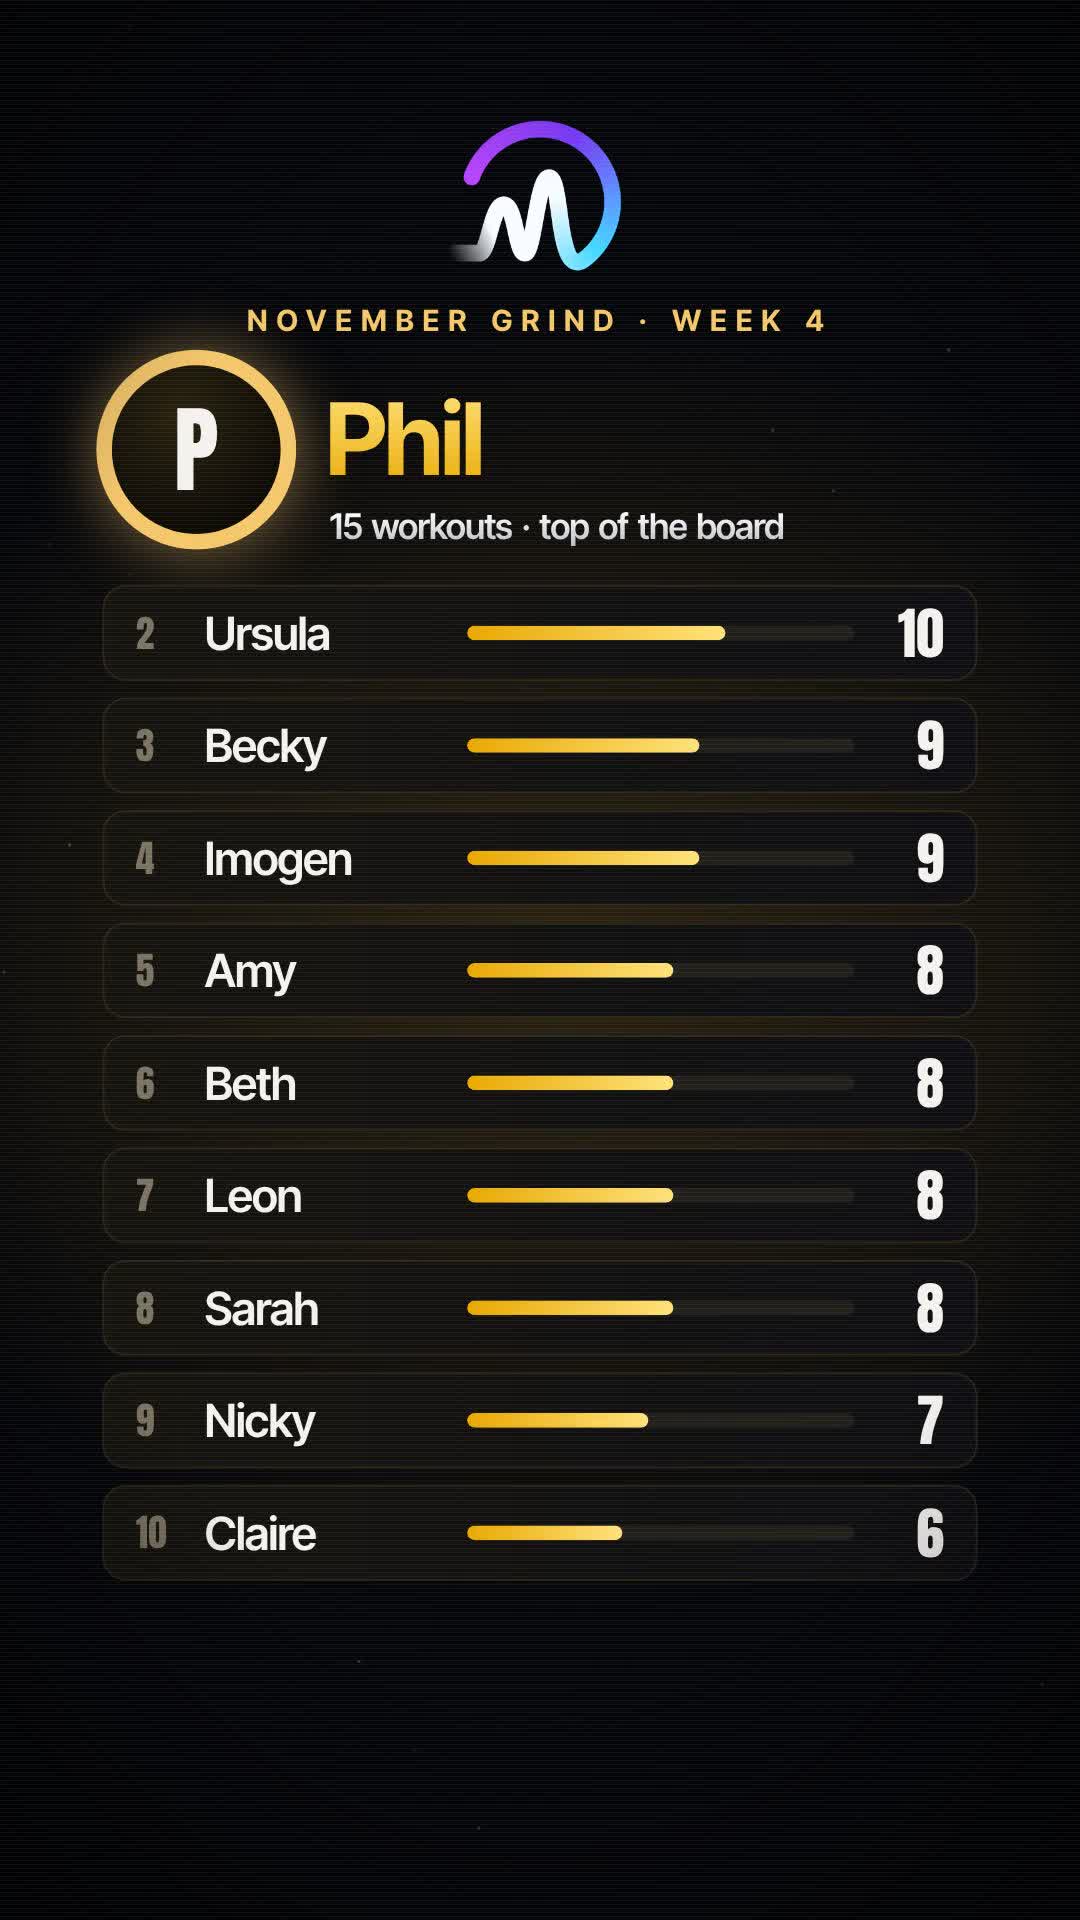 NOVEMBER GRIND · WEEK 4
P
Phil
15 workouts · top of the board
2 Ursula 10
3 Becky 9
4 Imogen 9
5 Amy 8
6 Beth 8
7 Leon 8
8 Sarah 8
9 Nicky 7
10 Claire 6